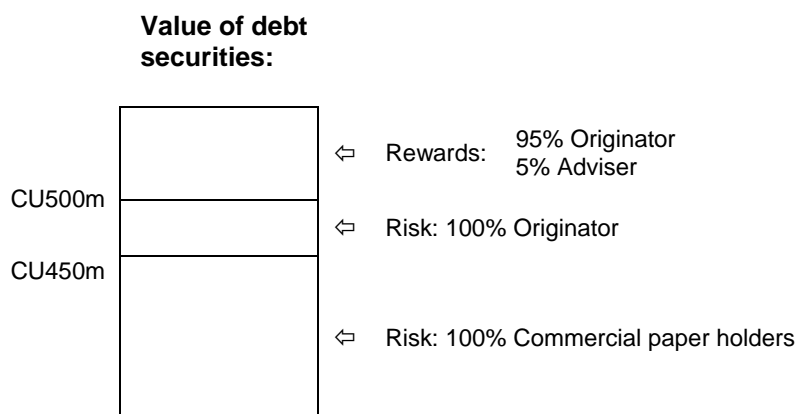 Value of debt
securities:
⇦ Rewards: 95% Originator
5% Adviser
CU500m
⇦ Risk: 100% Originator
CU450m
⇦ Risk: 100% Commercial paper holders